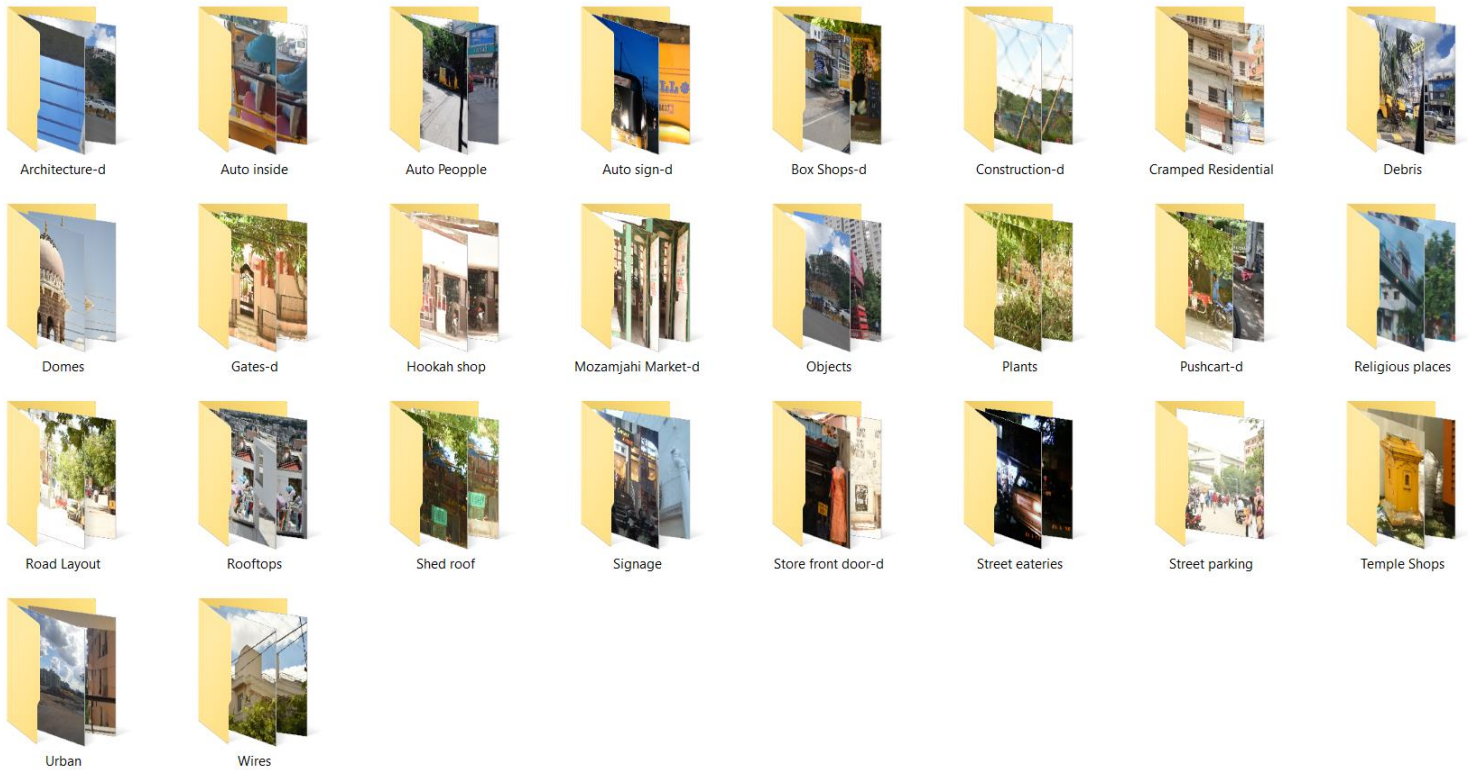 Architecture-d
Auto inside
Auto Peopple
Auto sign-d
Box Shops-d
Construction-d
Cramped Residential
Debris
Domes
Gates-d
Hookah shop
Mozamjahi Market-d
Objects
Plants
Pushcart-d
Religious places
Road Layout
Rooftops
Shed roof
Signage
Store front door-d
Street eateries
Street parking
Temple Shops
Urban
Wires